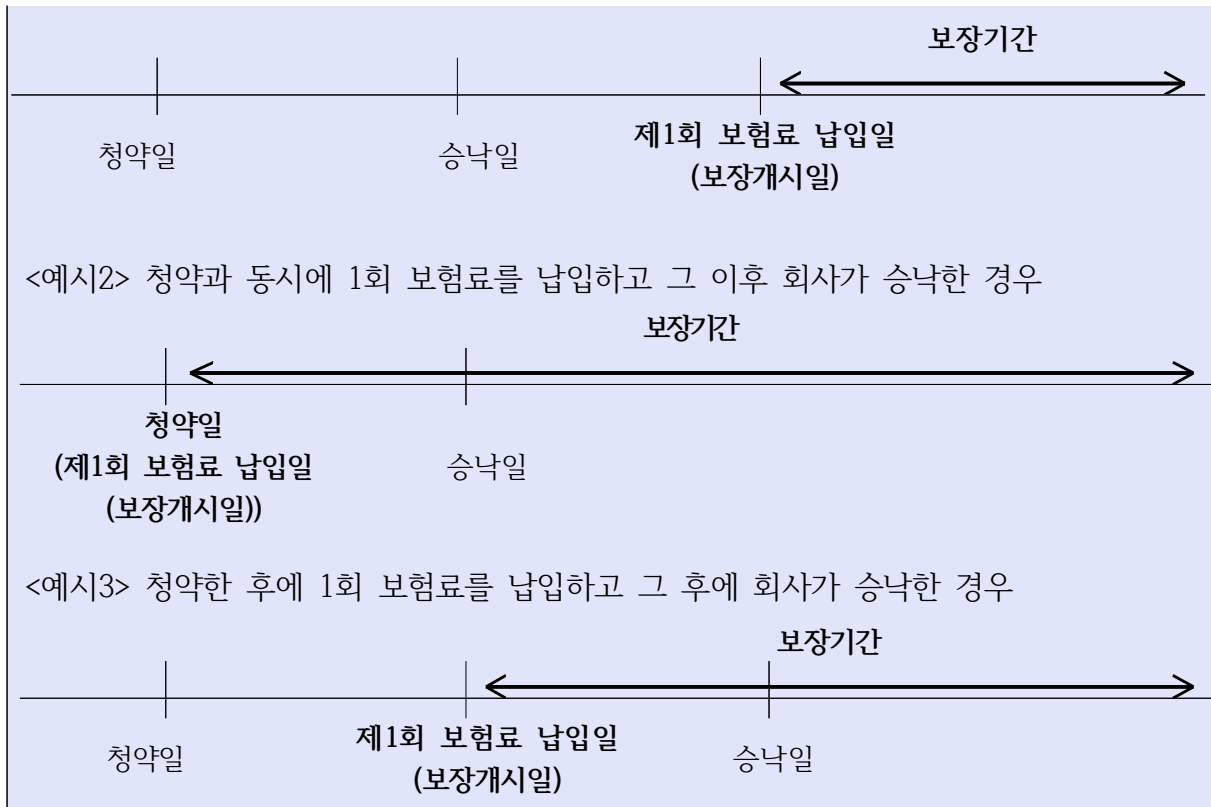 보장기간
청약일
승낙일
제1회 보험료 납입일
(보장개시일)
<예시2> 청약과 동시에 1회 보험료를 납입하고 그 이후 회사가 승낙한 경우
보장기간
청약일
(제1회 보험료 납입일
(보장개시일))
승낙일
<예시3> 청약한 후에 1회 보험료를 납입하고 그 후에 회사가 승낙한 경우
보장기간
청약일
제1회 보험료 납입일
(보장개시일)
승낙일